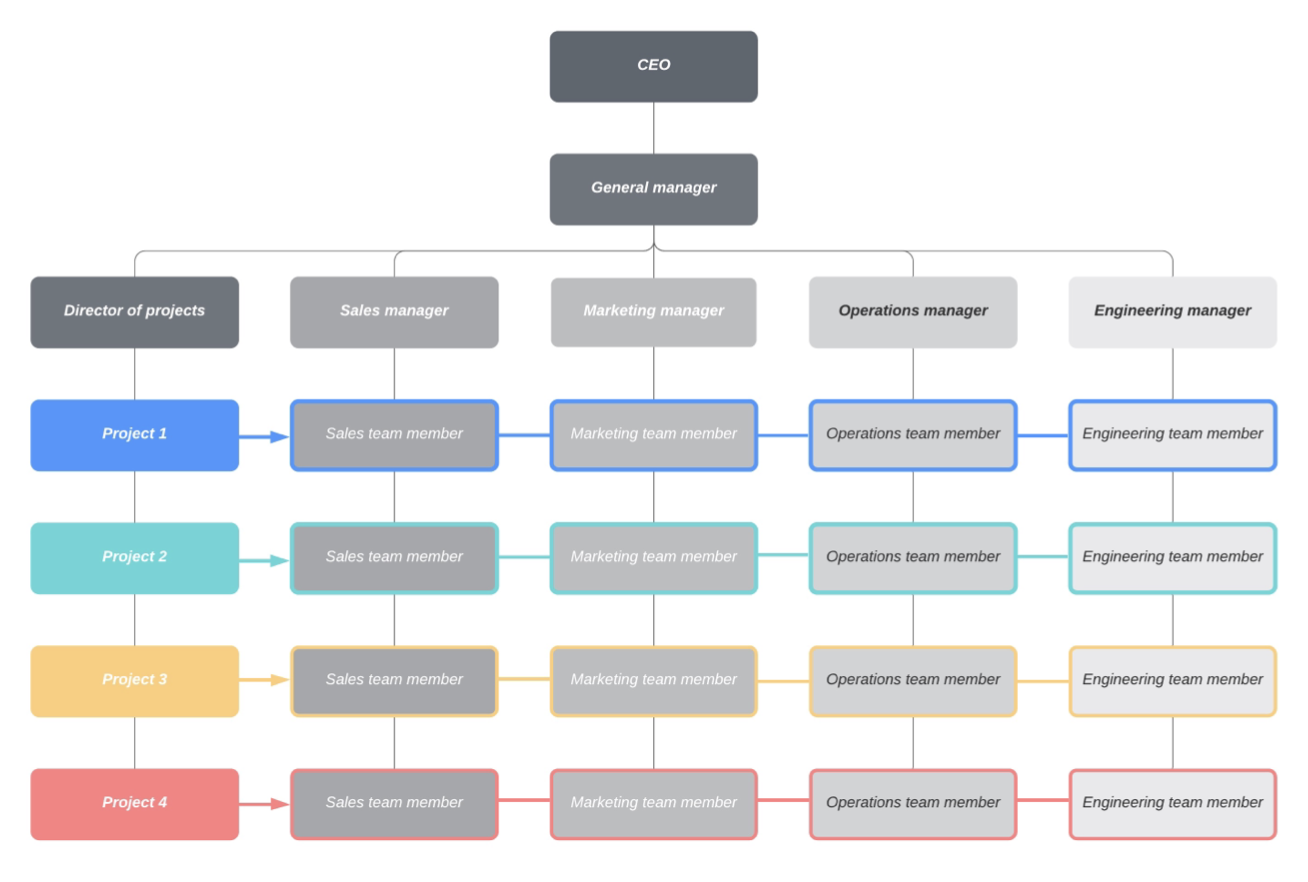 CEO
General manager
Director of projects
Sales manager
Marketing manager
Operations manager
Engineering manager
Project 1
Sales team member
Marketing team member
Operations team member
Engineering team member
Project 2
Sales team member
Marketing team member
Operations team member
Engineering team member
Project 3
Sales team member
Marketing team member
Operations team member
Engineering team member
Project 4
Sales team member
Marketing team member
Operations team member
Engineering team member